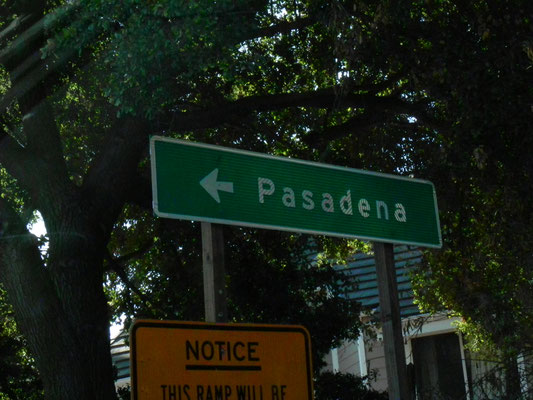 Pasadena
NOTICE
THIS RAMP WILL BE